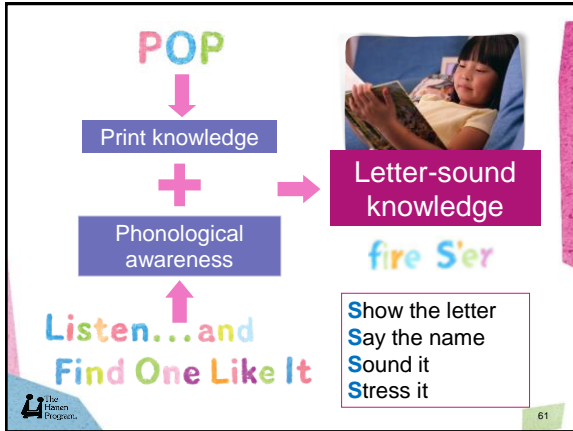 POP
Print knowledge
Phonological
awareness
Listen...and
Find One Like It
Letter-sound
knowledge
fire S'er
Show the letter
Say the name
Sound it
Stress it
The
Hanen
Program.
61